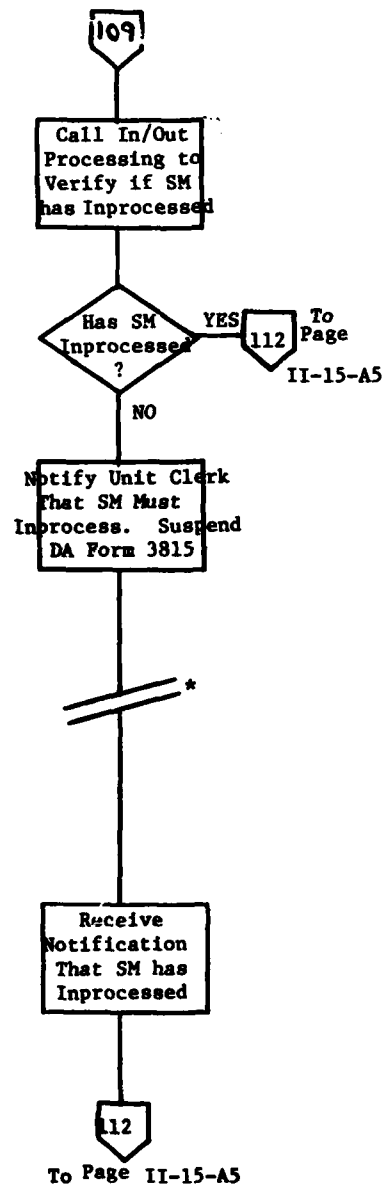 109
Call In/Out
Processing to
Verify if SM
has Inprocessed
Has SM
Inprocessed
?
YES
112
To
Page
II-15-A5
NO
Notify Unit Clerk
That SM Must
Inprocess. Suspend
DA Form 3815
*
Receive
Notification
That SM has
Inprocessed
112
To Page II-15-A5